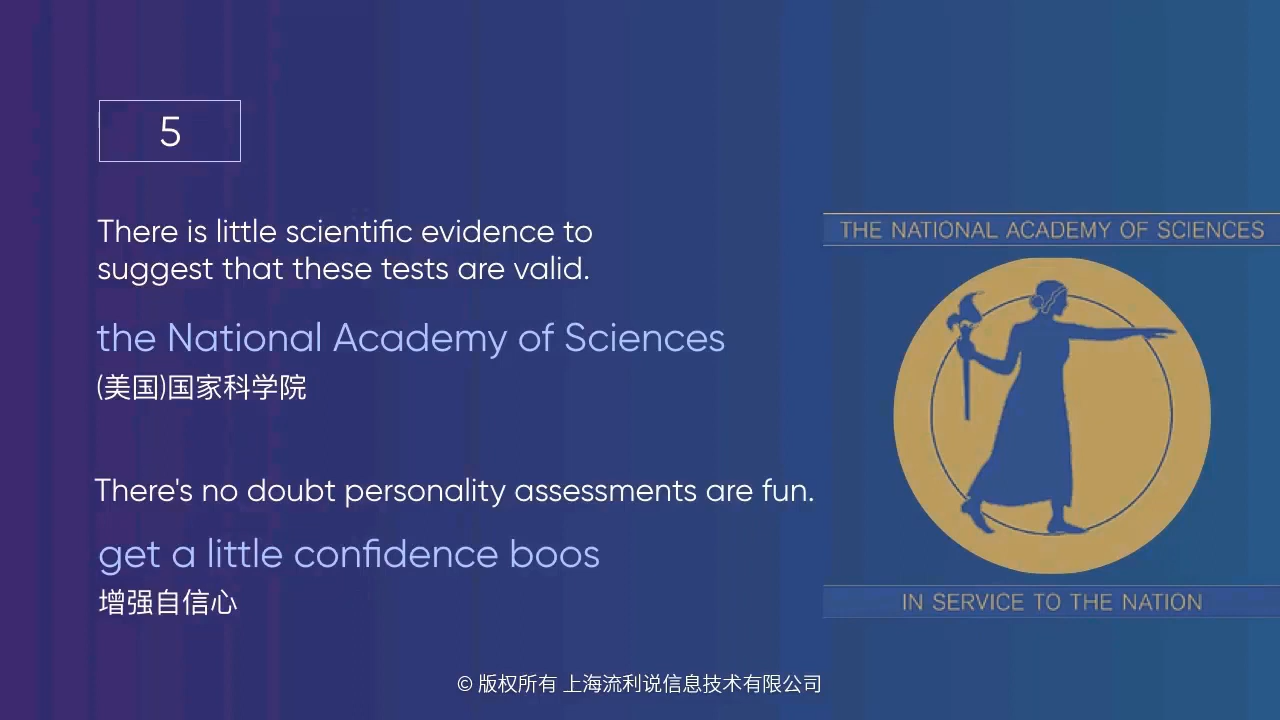 5
There is little scientific evidence to
suggest that these tests are valid.
the National Academy of Sciences
(美国)国家科学院
There's no doubt personality assessments are fun.
get a little confidence boos
增强自信心
THE NATIONAL ACADEMY OF SCIENCES
IN SERVICE TO THE NATION
© 版权所有 上海流利说信息技术有限公司